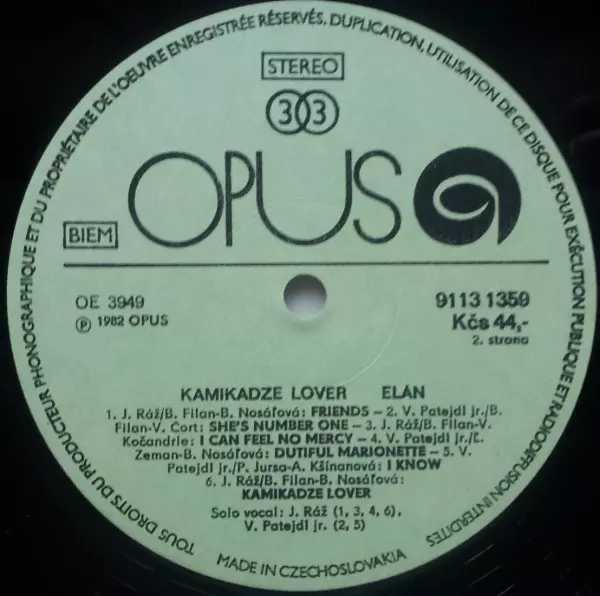 TOUS DROITS DU PRODUCTEUR PHONOGRAPHIQUE ET DU PROPRIÉTAIRE DE L'OEUVRE ENREGISTRÉE RÉSERVÉS, DUPLICATION, UTILISATION DE CE DISQUE POUR EXÉCUTION PUBLIQUE ET RADIODIFFUSION INTERDITES
STEREO
33
OPUS
BIEM
OE 3949
Ⓟ 1982 OPUS
9113 1359
Kčs 44,-
2. strana
KAMIKADZE LOVER ELÁN
1. J. Ráž/B. Filan-B. Nosáľová: FRIENDS – 2. V. Patejdl jr./B.
Filan-V. Čort: SHE'S NUMBER ONE – 3. J. Ráž/B. Filan-V.
Kočandrle: I CAN FEEL NO MERCY – 4. V. Patejdl jr./Ľ.
Zeman-B. Nosáľová: DUTIFUL MARIONETTE – 5. V.
Patejdl jr./P. Jursa-A. Kšínanová: I KNOW
6. J. Ráž/B. Filan-B. Nosáľová:
KAMIKADZE LOVER
Solo vocal: J. Ráž (1, 3, 4, 6),
V. Patejdl jr. (2, 5)
MADE IN CZECHOSLOVAKIA